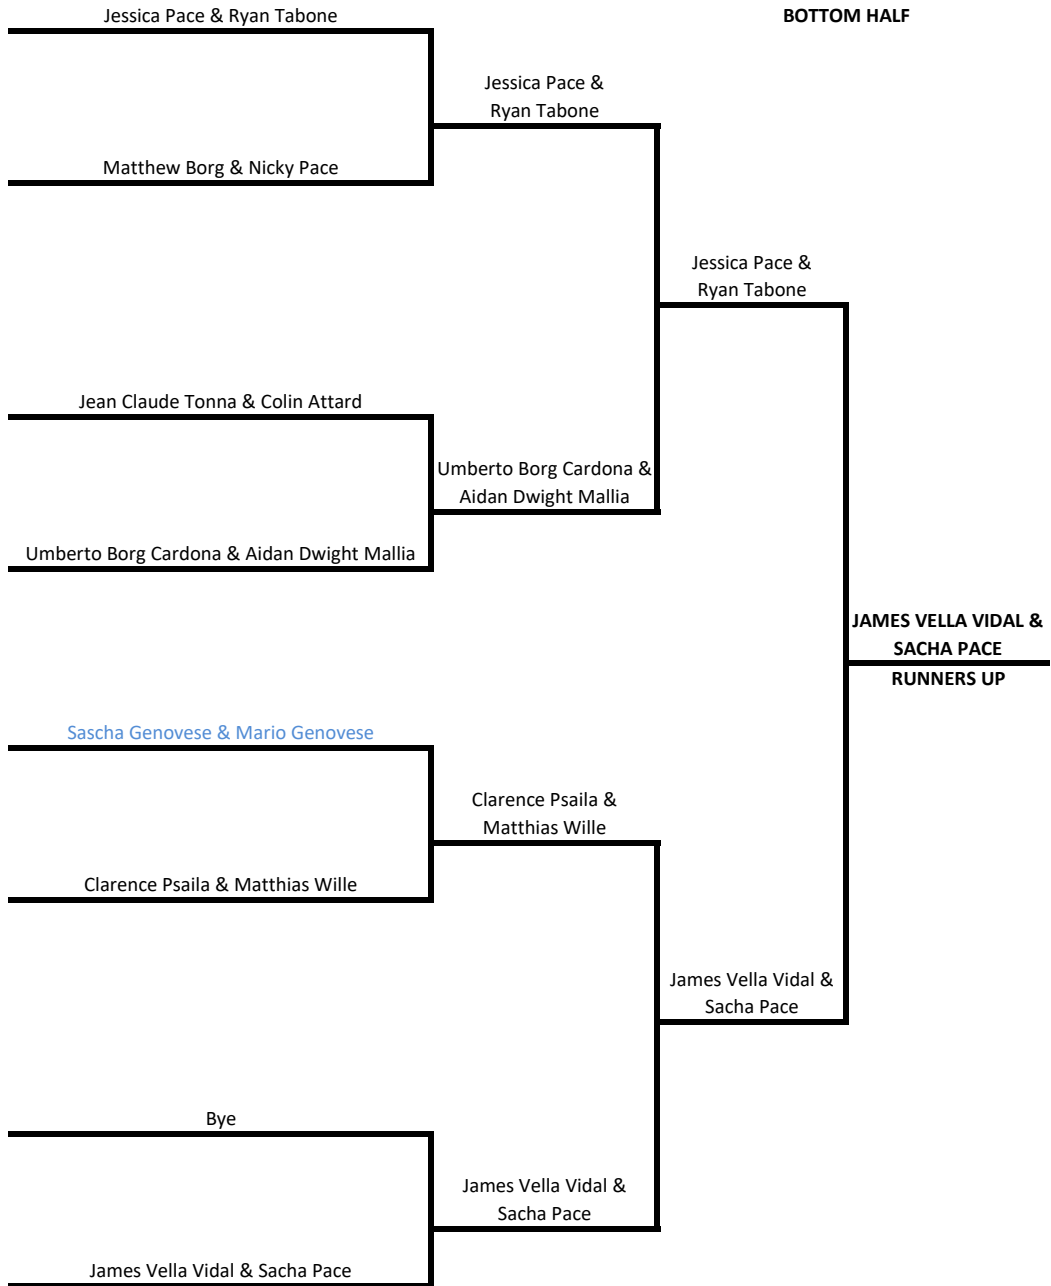 Jessica Pace & Ryan Tabone
BOTTOM HALF
Jessica Pace &
Ryan Tabone
Matthew Borg & Nicky Pace
Jessica Pace &
Ryan Tabone
Jean Claude Tonna & Colin Attard
Umberto Borg Cardona &
Aidan Dwight Mallia
Umberto Borg Cardona & Aidan Dwight Mallia
JAMES VELLA VIDAL &
SACHA PACE
RUNNERS UP
Sascha Genovese & Mario Genovese
Clarence Psaila &
Matthias Wille
Clarence Psaila & Matthias Wille
James Vella Vidal &
Sacha Pace
Bye
James Vella Vidal &
Sacha Pace
James Vella Vidal & Sacha Pace